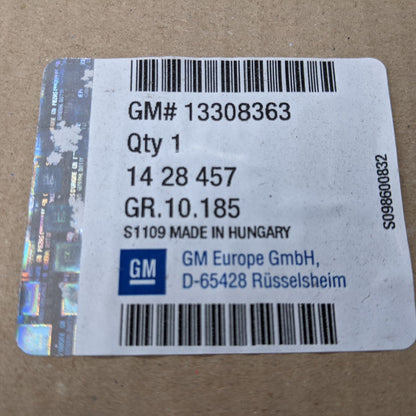 GM# 13308363
Qty 1
14 28 457
GR.10.185
S1109 MADE IN HUNGARY
GM
GM Europe GmbH,
D-65428 Rüsselsheim
S098600832